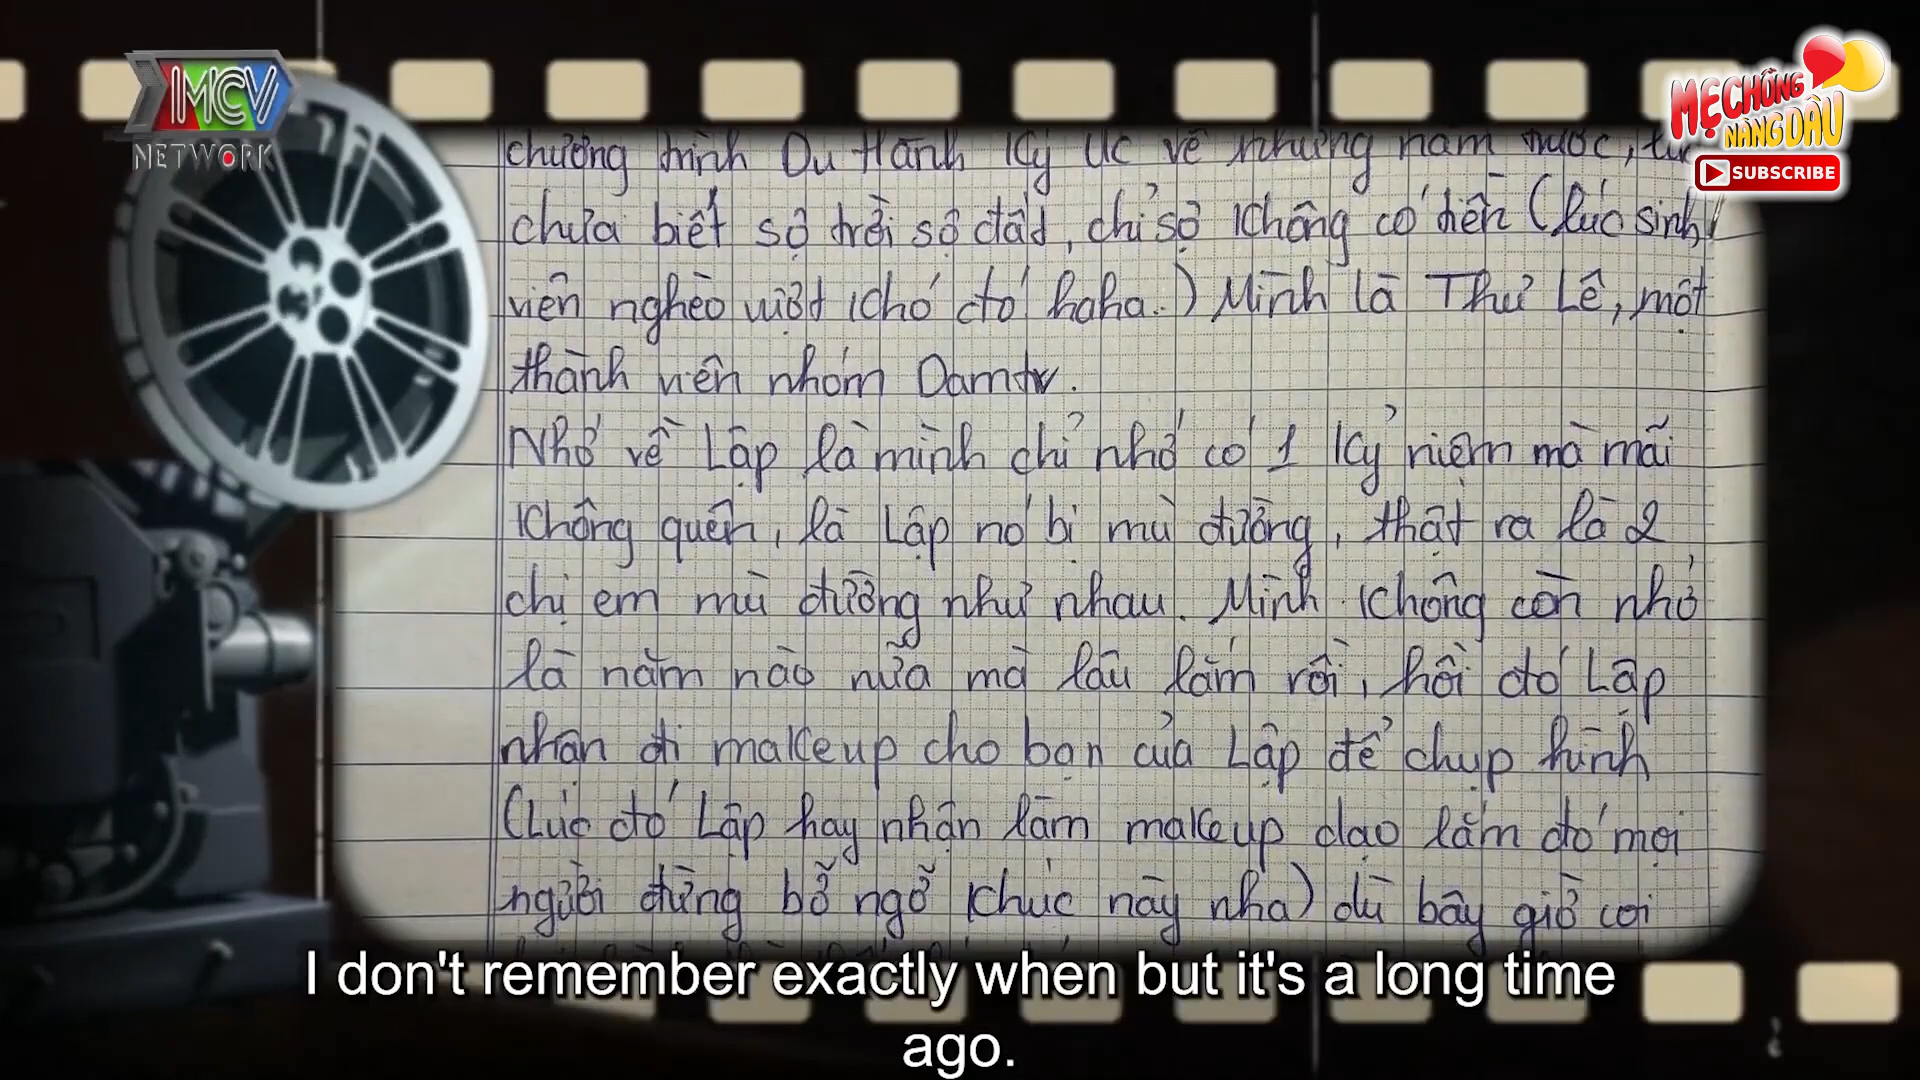 MCV
NETWORK
MẸ CHỒNG
NÀNG DÂU
SUBSCRIBE
chương trình Du Hành Ký Ức về những năm trước,
chưa biết sợ trời sợ đất, chỉ sợ không có tiền (lúc sinh
viên nghèo vượt khó đó haha..) Mình là Thư Lê, một
thành viên nhóm Damtv.
Nhớ về Lập là mình chỉ nhớ có 1 kỷ niệm mà mãi
không quên, là Lập nó bị mù đường, thật ra là 2
chị em mù đường như nhau. Mình không còn nhớ
là năm nào nữa mà lâu lắm rồi, hồi đó Lập
nhận đi makeup cho bạn của Lập để chụp hình
(Lúc đó Lập hay nhận làm makeup dạo lắm đó mọi
người đừng bỡ ngỡ khúc này nha) dù bây giờ coi
I don't remember exactly when but it's a long time
ago.